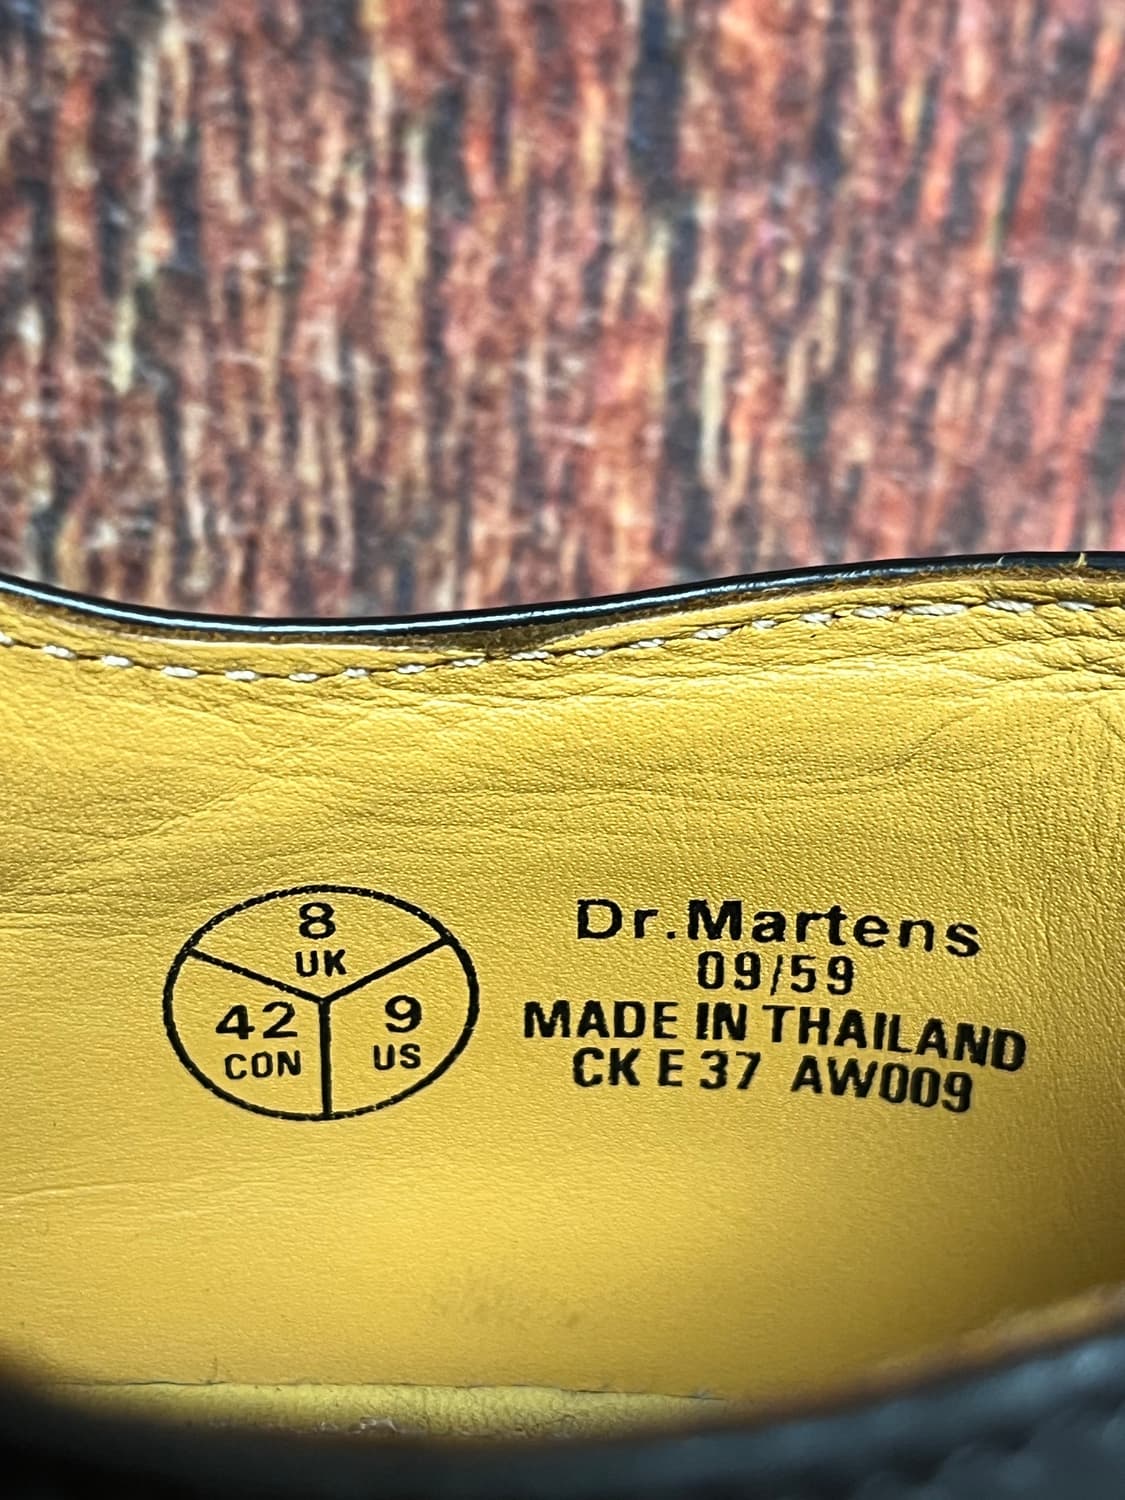 8
UK
42
CON
9
US
Dr.Martens
09/59
MADE IN THAILAND
CK E 37 AW009